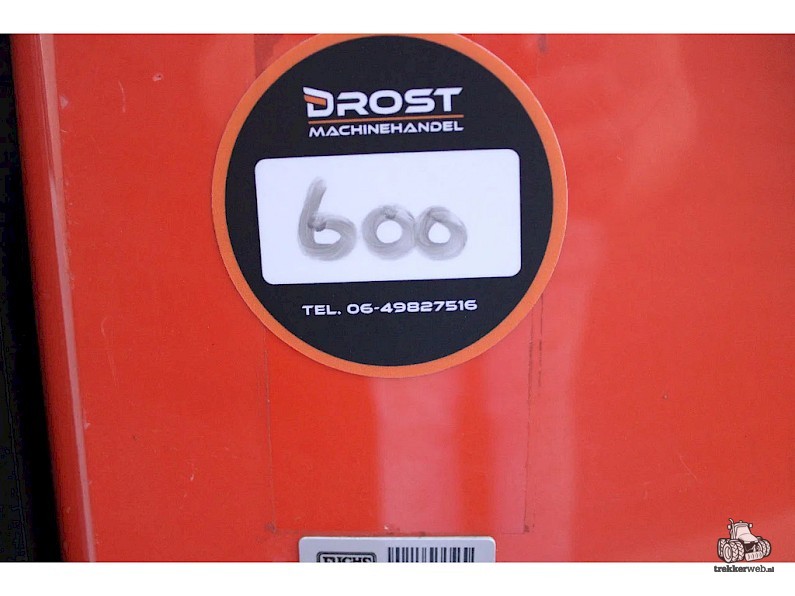 DROST
MACHINEHANDEL
600
TEL. 06-49827516
FUCHS
trekkerweb.nl